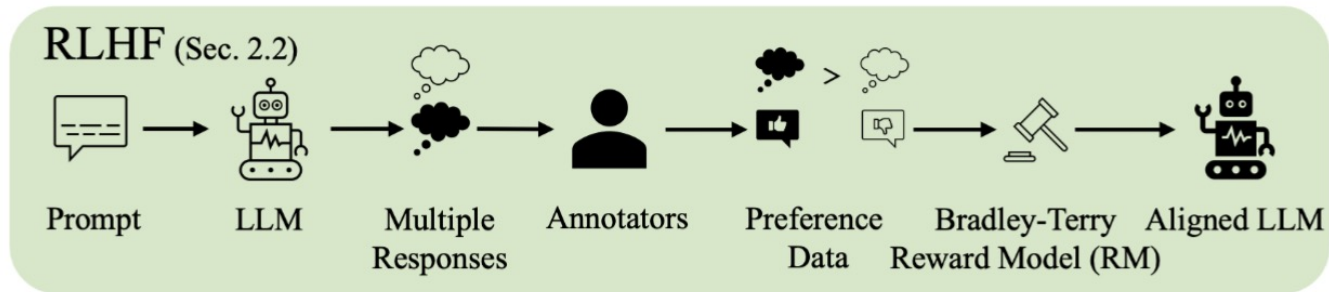 RLHF (Sec. 2.2)
>
Prompt
LLM
Multiple
Responses
Annotators
Preference
Data
Bradley-Terry
Reward Model (RM)
Aligned LLM